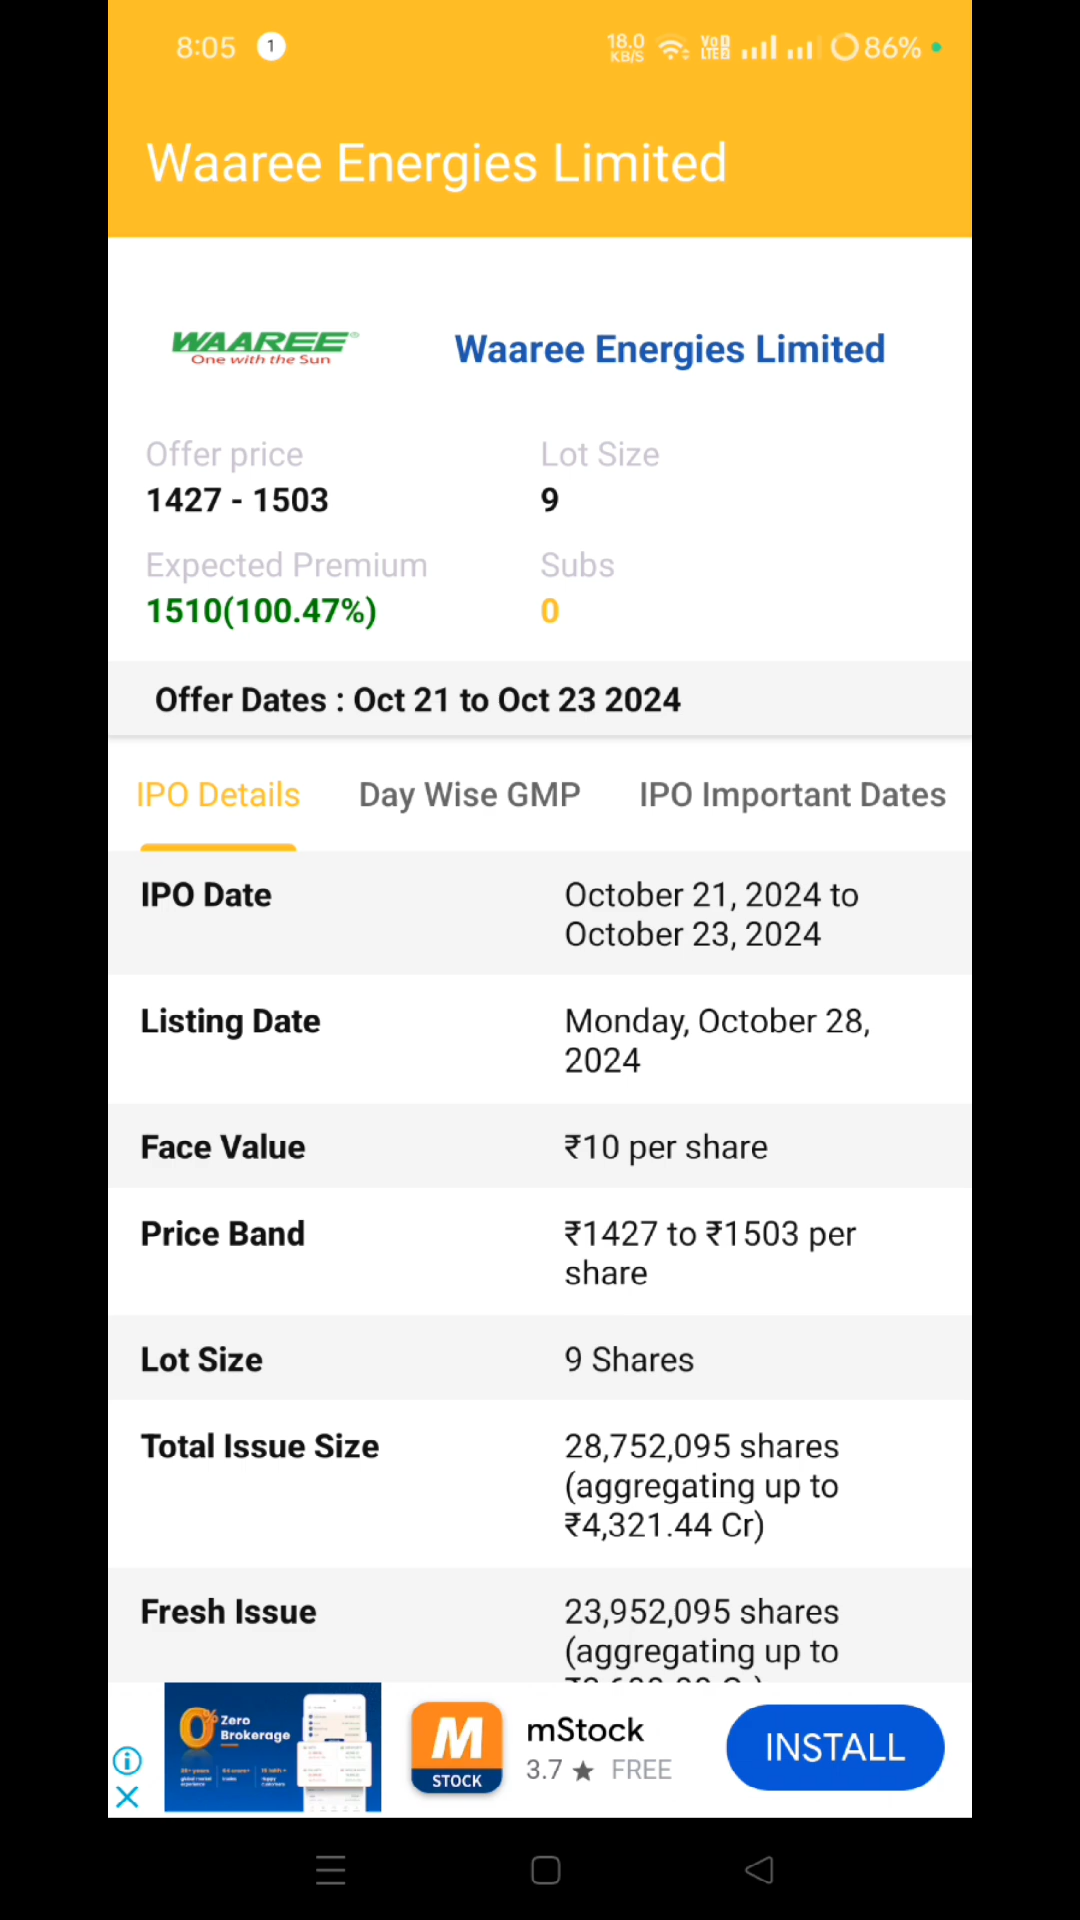 8:05 1 18.0 KB/S VoD LTE 86%
Waaree Energies Limited
WAAREE®
One with the Sun
Waaree Energies Limited
Offer price Lot Size
1427 - 1503 9
Expected Premium Subs
1510(100.47%) 0
Offer Dates : Oct 21 to Oct 23 2024
IPO Details Day Wise GMP IPO Important Dates
IPO Date October 21, 2024 to
October 23, 2024
Listing Date Monday, October 28,
2024
Face Value ₹10 per share
Price Band ₹1427 to ₹1503 per
share
Lot Size 9 Shares
Total Issue Size 28,752,095 shares
(aggregating up to
₹4,321.44 Cr)
Fresh Issue 23,952,095 shares
(aggregating up to
0% Zero
Brokerage
M
STOCK
mStock
3.7 ★ FREE
INSTALL